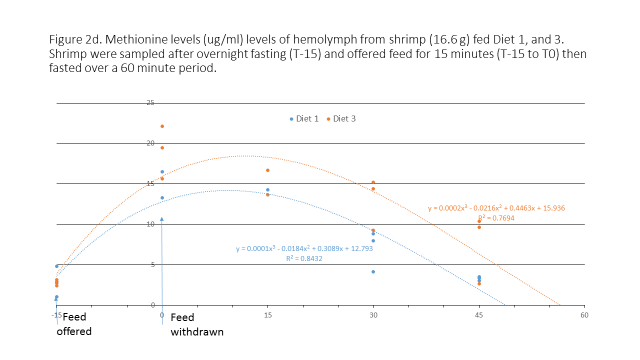 Figure 2d. Methionine levels (ug/ml) levels of hemolymph from shrimp (16.6 g) fed Diet 1, and 3.
Shrimp were sampled after overnight fasting (T-15) and offered feed for 15 minutes (T-15 to T0) then
fasted over a 60 minute period.
25
• Diet 1 • Diet 3
20
15
y = 0.0002x³ - 0.0216x² + 0.4463x + 15.936
R² = 0.7694
10
y = 0.0001x³ - 0.0184x² + 0.3089x + 12.793
R² = 0.8432
5
0
-15 0 15 30 45 60
Feed offered
Feed withdrawn